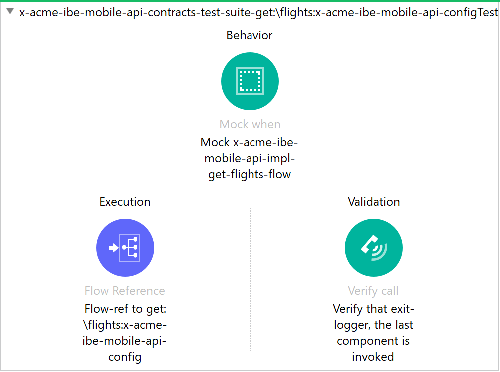 x-acme-ibe-mobile-api-contracts-test-suite-get:\flights:x-acme-ibe-mobile-api-configTest
Behavior
Mock when
Mock x-acme-ibe-
mobile-api-impl-
get-flights-flow
Execution
Flow Reference
Flow-ref to get:
\flights:x-acme-
ibe-mobile-api-
config
Validation
Verify call
Verify that exit-
logger, the last
component is
invoked